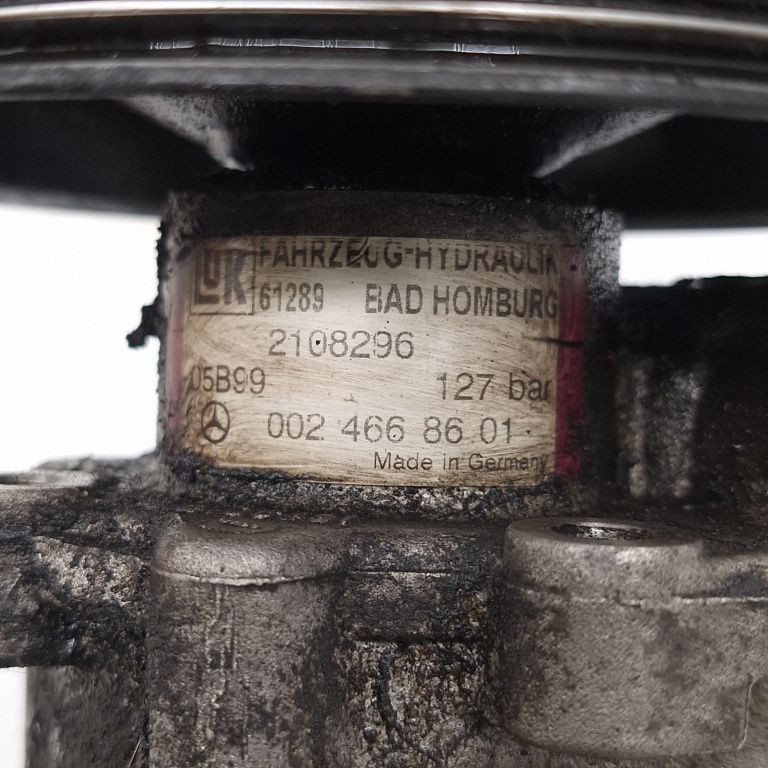 LUK FAHRZEUG-HYDRAULIK
61289 BAD HOMBURG
2108296
05B99 127 bar
002 466 86 01
Made in Germany